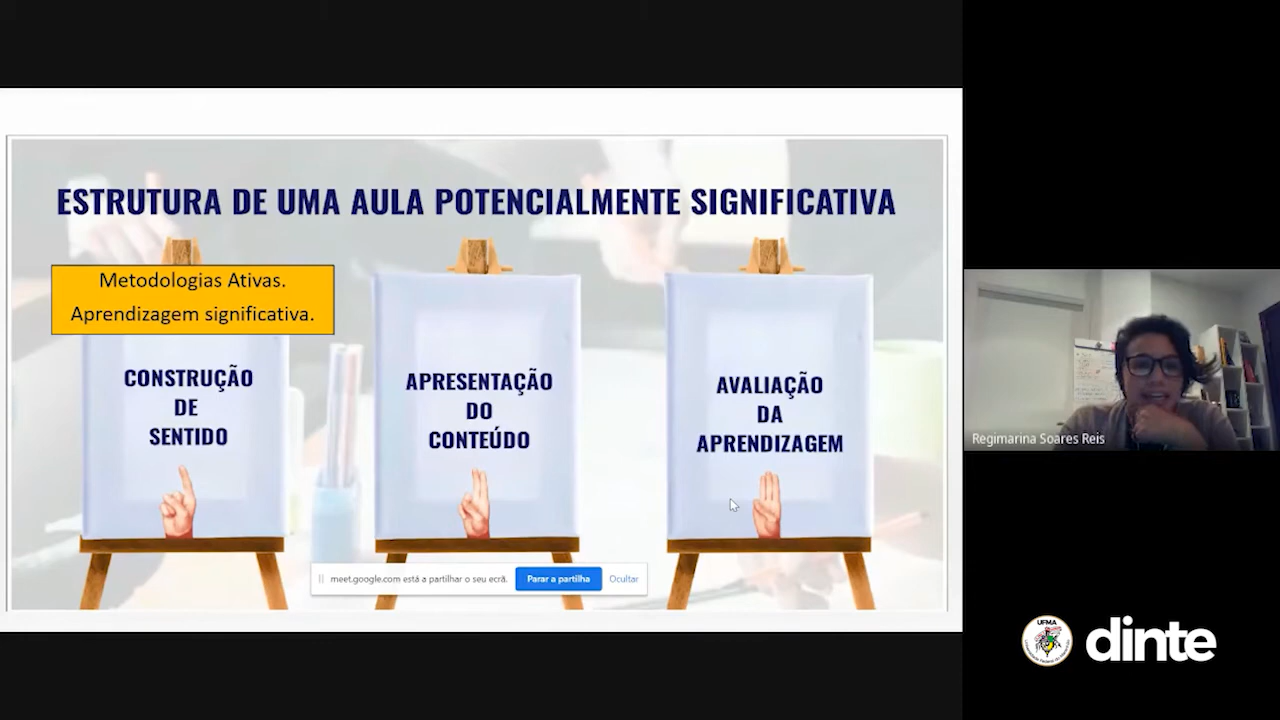 ESTRUTURA DE UMA AULA POTENCIALMENTE SIGNIFICATIVA
Metodologias Ativas.
Aprendizagem significativa.
CONSTRUÇÃO
DE
SENTIDO
APRESENTAÇÃO
DO
CONTEÚDO
AVALIAÇÃO
DA
APRENDIZAGEM
meet.google.com está a partilhar o seu ecrã.
Parar a partilha
Ocultar
Regimarina Soares Reis
UFMA
dinte